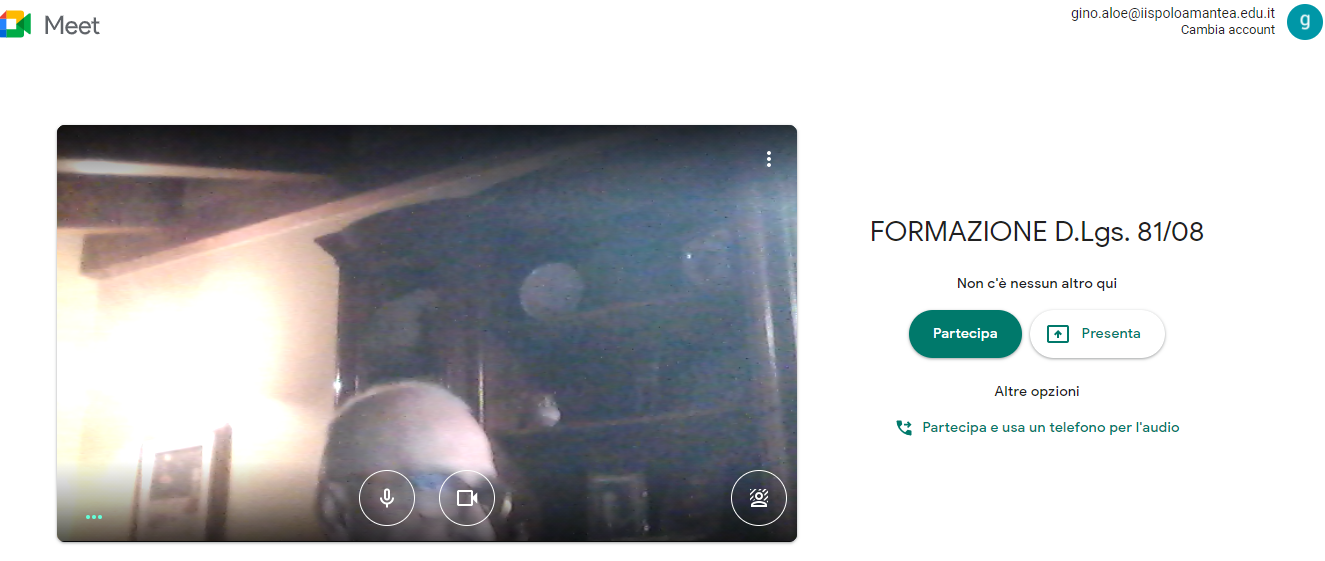 Meet
gino.aloe@iispoloamantea.edu.it
Cambia account
g
FORMAZIONE D.Lgs. 81/08
Non c'è nessun altro qui
Partecipa
Presenta
Altre opzioni
Partecipa e usa un telefono per l'audio